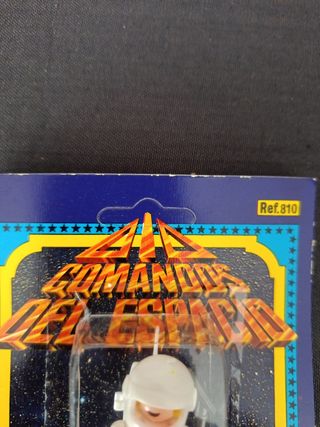 Ref.810
COMANDOS
DEL ESPACIO